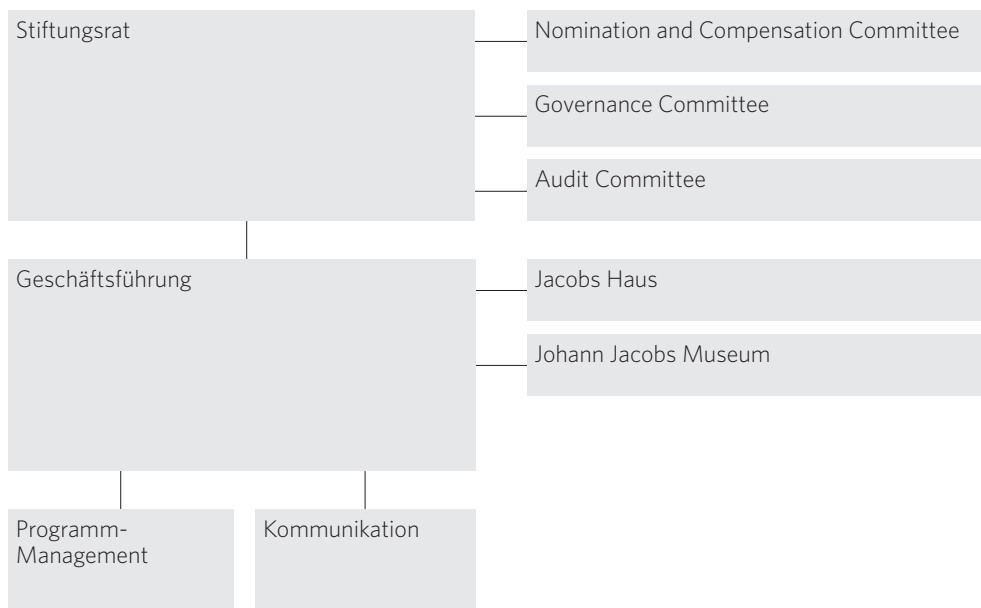 Stiftungsrat
Nomination and Compensation Committee
Governance Committee
Audit Committee
Geschäftsführung
Jacobs Haus
Johann Jacobs Museum
Programm-
Management
Kommunikation